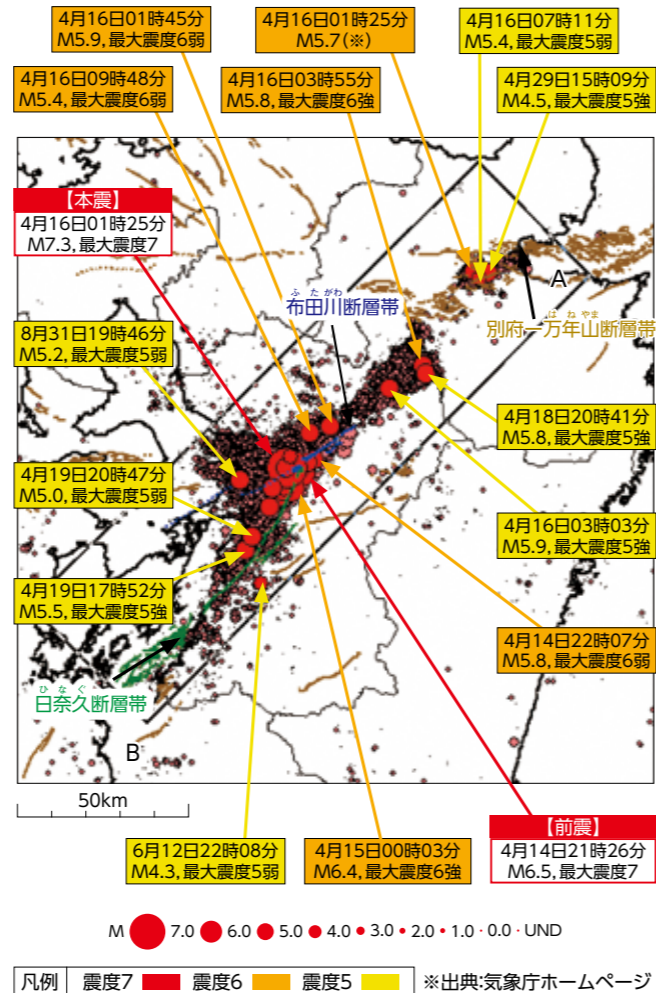 4月16日01時45分
M5.9,最大震度6弱
4月16日01時25分
M5.7(※)
4月16日07時11分
M5.4,最大震度5弱
4月16日09時48分
M5.4,最大震度6弱
4月16日03時55分
M5.8,最大震度6強
4月29日15時09分
M4.5,最大震度5強
【本震】
4月16日01時25分
M7.3,最大震度7
ふたがわ
布田川断層帯
A
はねやま
別府－万年山断層帯
8月31日19時46分
M5.2,最大震度5弱
4月18日20時41分
M5.8,最大震度5強
4月19日20時47分
M5.0,最大震度5弱
4月16日03時03分
M5.9,最大震度5強
4月19日17時52分
M5.5,最大震度5強
4月14日22時07分
M5.8,最大震度6弱
ひなぐ
日奈久断層帯
B
50km
6月12日22時08分
M4.3,最大震度5弱
4月15日00時03分
M6.4,最大震度6強
【前震】
4月14日21時26分
M6.5,最大震度7
M 7.0 6.0 5.0 4.0 3.0 2.0 1.0 0.0 UND
凡例 震度7 震度6 震度5 ※出典:気象庁ホームページ